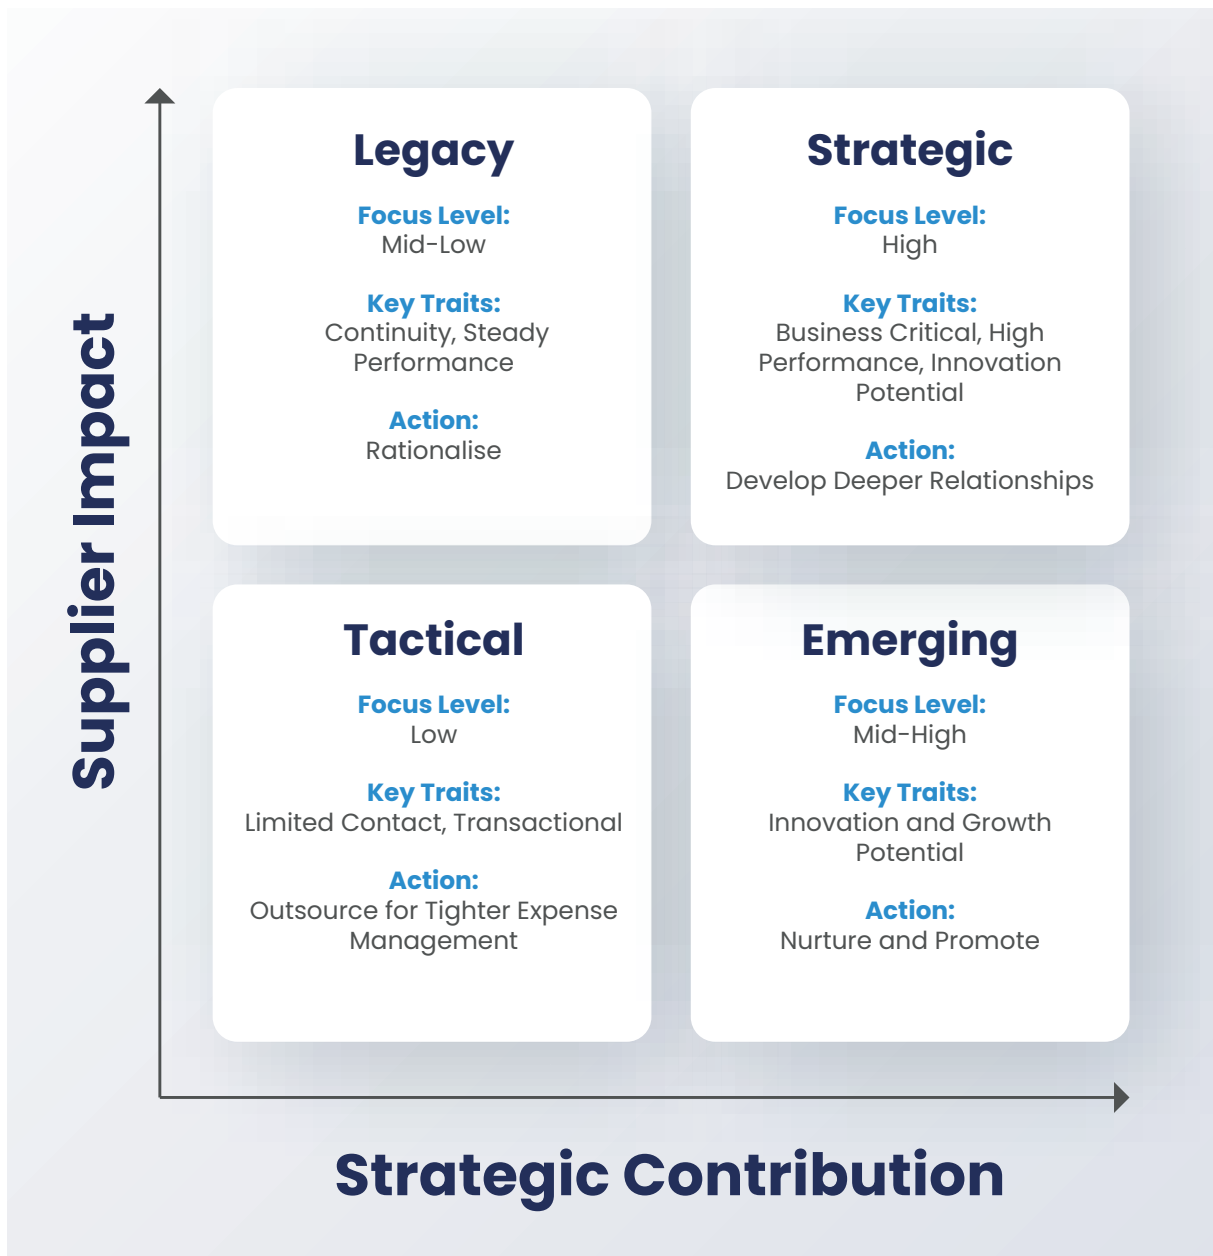 Supplier Impact
Legacy
Focus Level:
Mid-Low
Key Traits:
Continuity, Steady
Performance
Action:
Rationalise
Strategic
Focus Level:
High
Key Traits:
Business Critical, High
Performance, Innovation
Potential
Action:
Develop Deeper Relationships
Tactical
Focus Level:
Low
Key Traits:
Limited Contact, Transactional
Action:
Outsource for Tighter Expense
Management
Emerging
Focus Level:
Mid-High
Key Traits:
Innovation and Growth
Potential
Action:
Nurture and Promote
Strategic Contribution